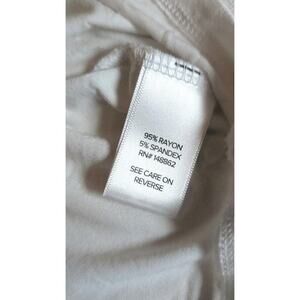 95% RAYON
5% SPANDEX
RN# 148862
SEE CARE ON
REVERSE